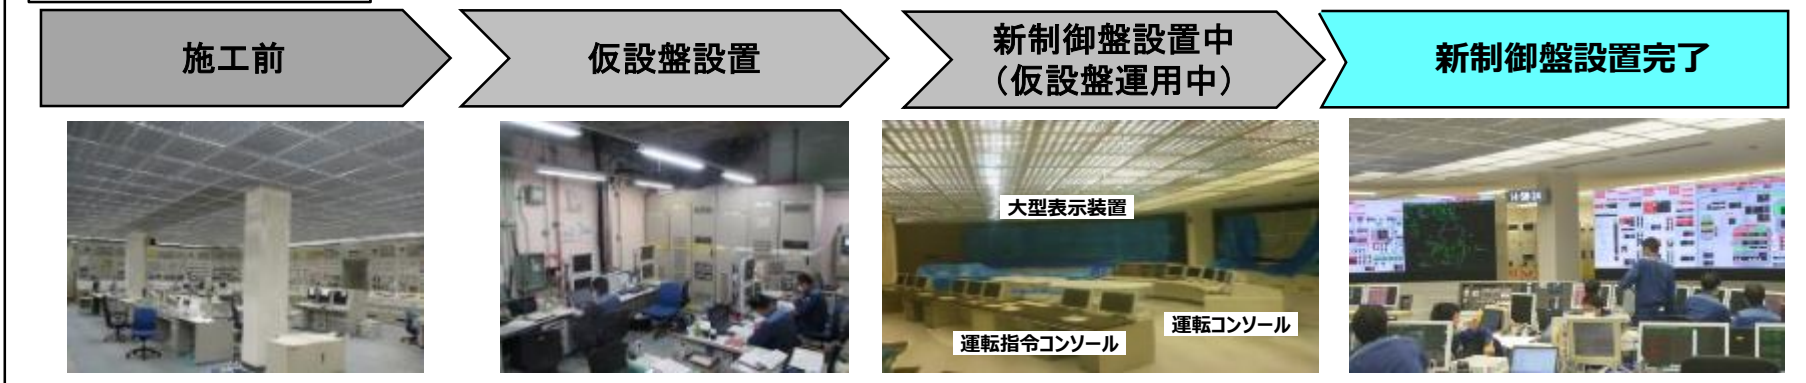 施工前
仮設盤設置
新制御盤設置中
（仮設盤運用中）
新制御盤設置完了
大型表示装置
運転コンソール
運転指令コンソール